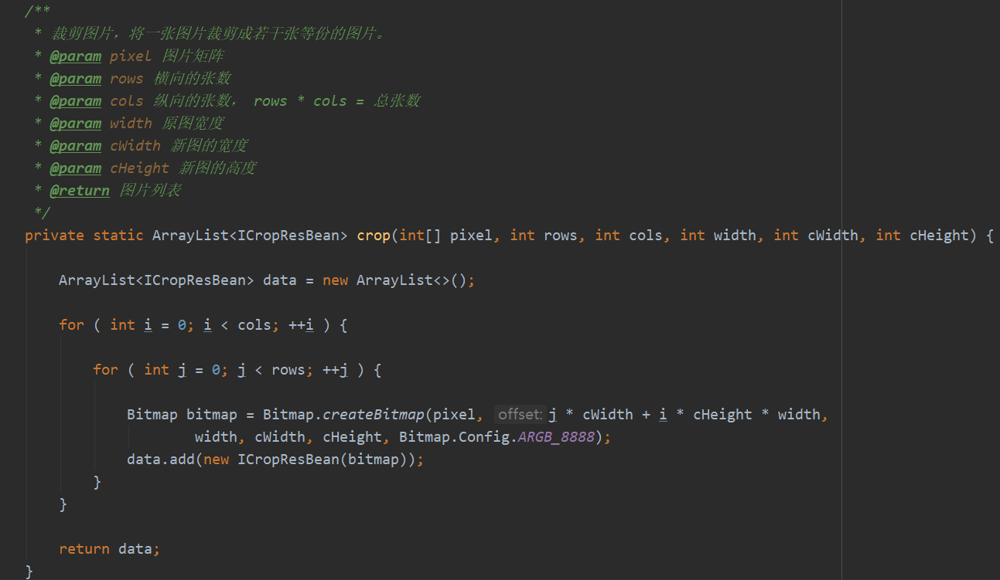 /**
* 裁剪图片，将一张图片裁剪成若干张等份的图片。
* @param pixel 图片矩阵
* @param rows 横向的张数
* @param cols 纵向的张数， rows * cols = 总张数
* @param width 原图宽度
* @param cWidth 新图的宽度
* @param cHeight 新图的高度
* @return 图片列表
*/
private static ArrayList<ICropResBean> crop(int[] pixel, int rows, int cols, int width, int cWidth, int cHeight) {
ArrayList<ICropResBean> data = new ArrayList<>();
for ( int i = 0; i < cols; ++i ) {
for ( int j = 0; j < rows; ++j ) {
Bitmap bitmap = Bitmap.createBitmap(pixel, offset: j * cWidth + i * cHeight * width,
width, cWidth, cHeight, Bitmap.Config.ARGB_8888);
data.add(new ICropResBean(bitmap));
}
}
return data;
}